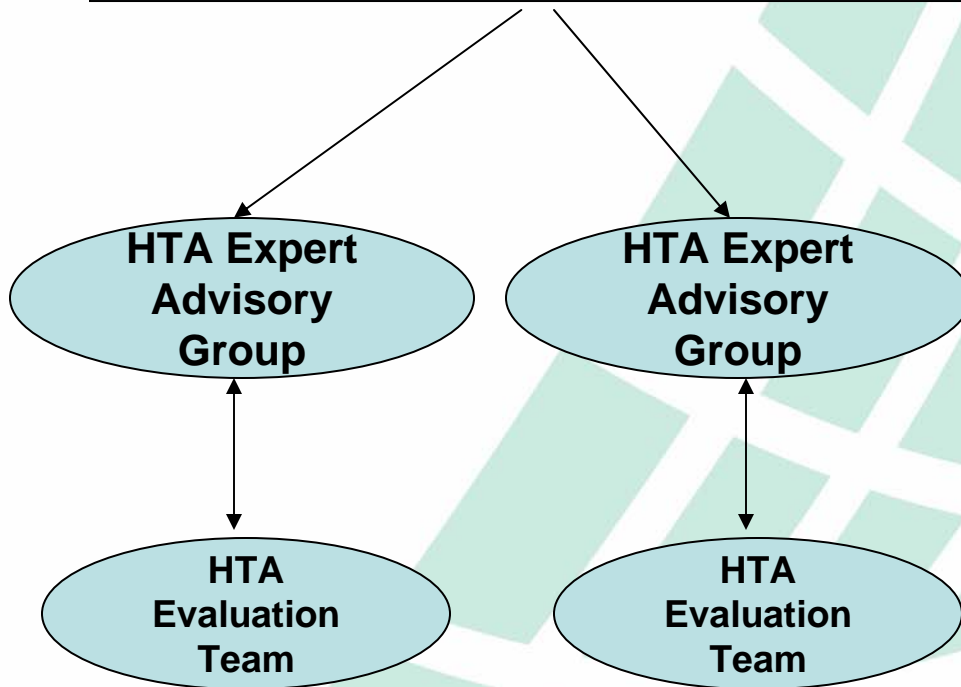 HTA Expert
Advisory
Group
HTA Expert
Advisory
Group
HTA
Evaluation
Team
HTA
Evaluation
Team